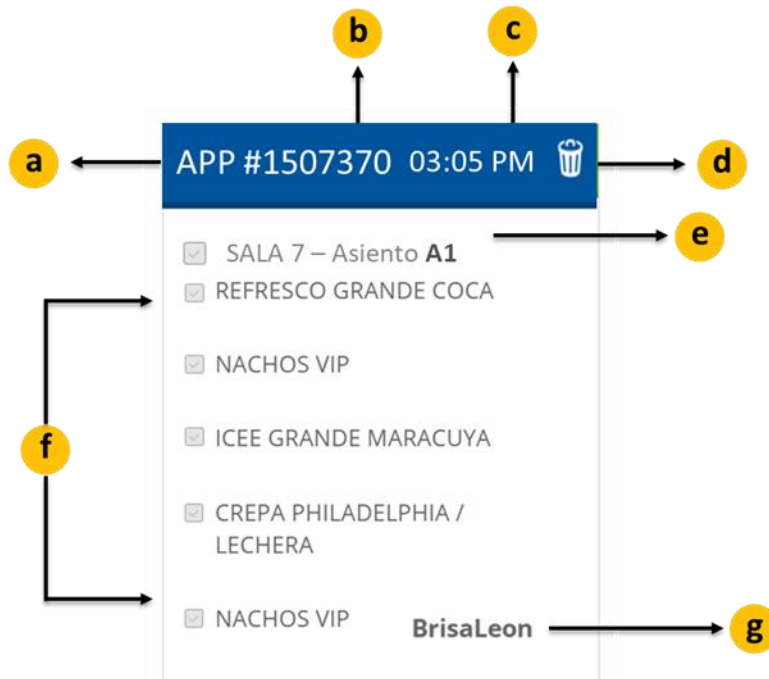 b
c
a
APP #1507370 03:05 PM
d
e
SALA 7 – Asiento A1
REFRESCO GRANDE COCA
NACHOS VIP
f
ICEE GRANDE MARACUYA
CREPA PHILADELPHIA /
LECHERA
NACHOS VIP
BrisaLeon
g